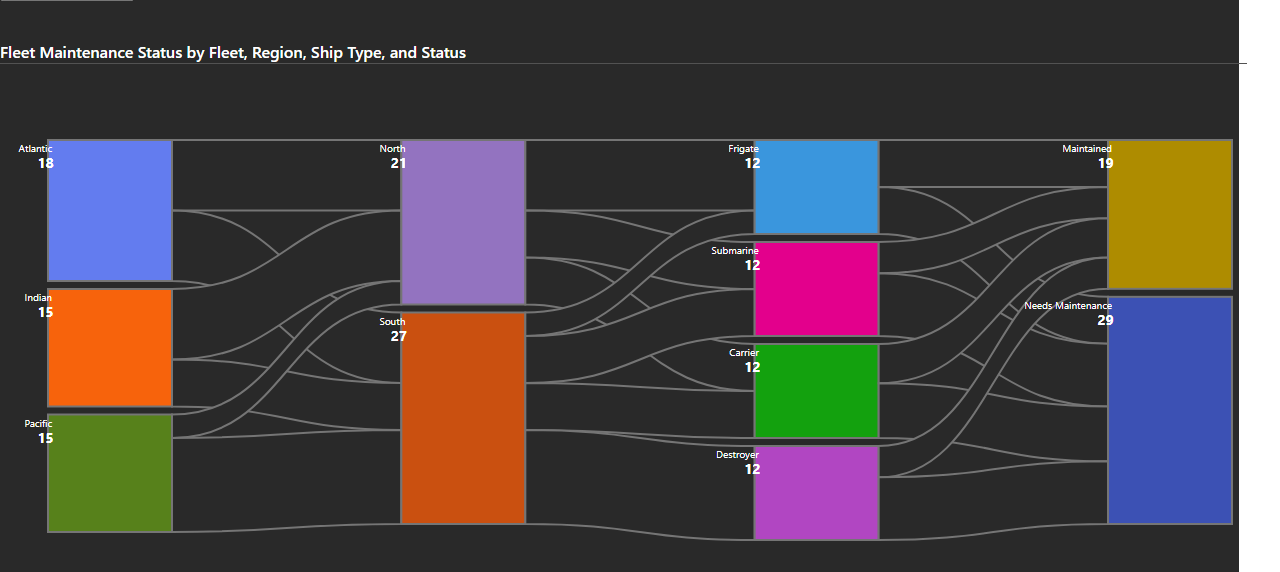 Fleet Maintenance Status by Fleet, Region, Ship Type, and Status
Atlantic
18
Indian
15
Pacific
15
North
21
South
27
Frigate
12
Submarine
12
Carrier
12
Destroyer
12
Maintained
19
Needs Maintenance
29